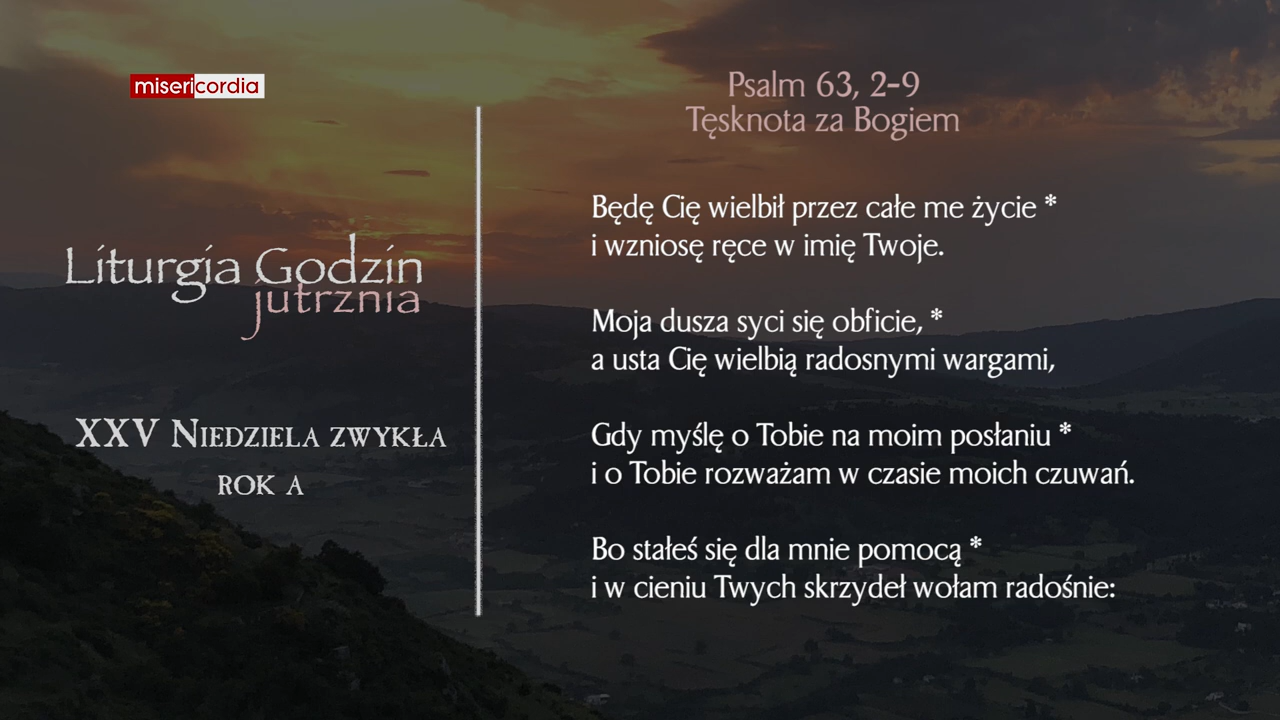 misericordia
Liturgia Godzin
jutrznia
XXV Niedziela zwykła
rok A
Psalm 63, 2-9
Tęsknota za Bogiem
Będę Cię wielbił przez całe me życie *
i wzniosę ręce w imię Twoje.
Moja dusza syci się obficie, *
a usta Cię wielbią radosnymi wargami,
Gdy myślę o Tobie na moim posłaniu *
i o Tobie rozważam w czasie moich czuwań.
Bo stałeś się dla mnie pomocą *
i w cieniu Twych skrzydeł wołam radośnie: